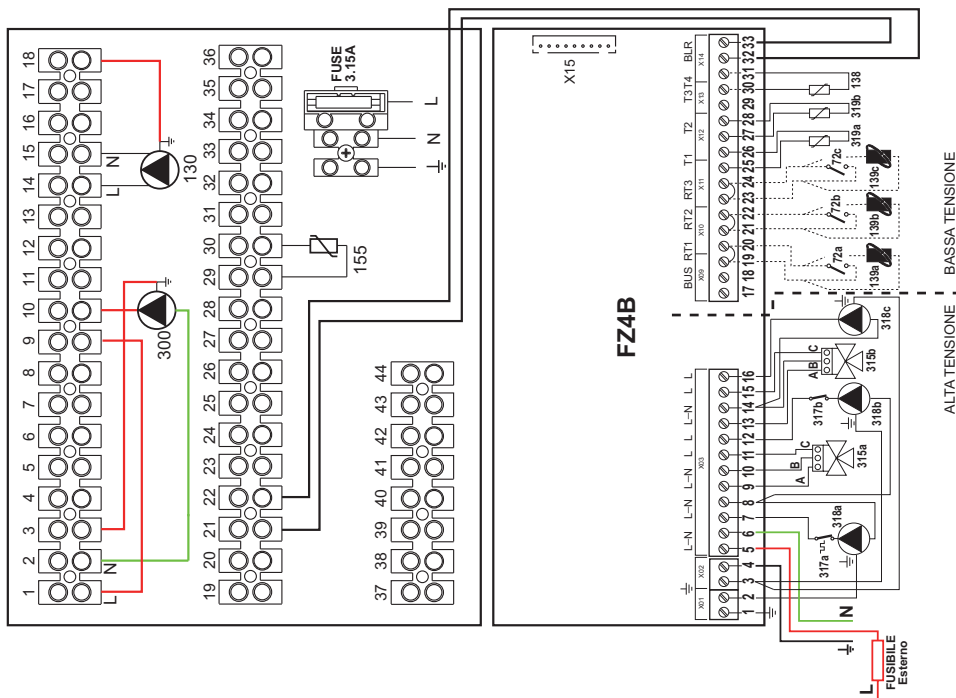 1 2 3 4 5 6 7 8 9 10 11 12 13 14 15 16 17 18
L N L N
300 130
19 20 21 22 23 24 25 26 27 28 29 30 31 32 33 34 35 36
FUSE
3.15A
155
L N
37 38 39 40 41 42 43 44
FZ4B
X15
L–N L–N L–N L L L–N L L
BUS RT1 RT2 RT3 T1 T2 T3 T4 BLR
X01 X02 X03 X09 X10 X11 X12 X13 X14
1 2 3 4 5 6 7 8 9 10 11 12 13 14 15 16
17 18 19 20 21 22 23 24 25 26 27 28 29 30 31 32 33
A B C
A B C
317a 318a 315a 317b 318b 315b 318c
72a 72b 72c
139a 139b 139c
319a 319b 138
N
L
FUSIBILE
Esterno
ALTA TENSIONE BASSA TENSIONE